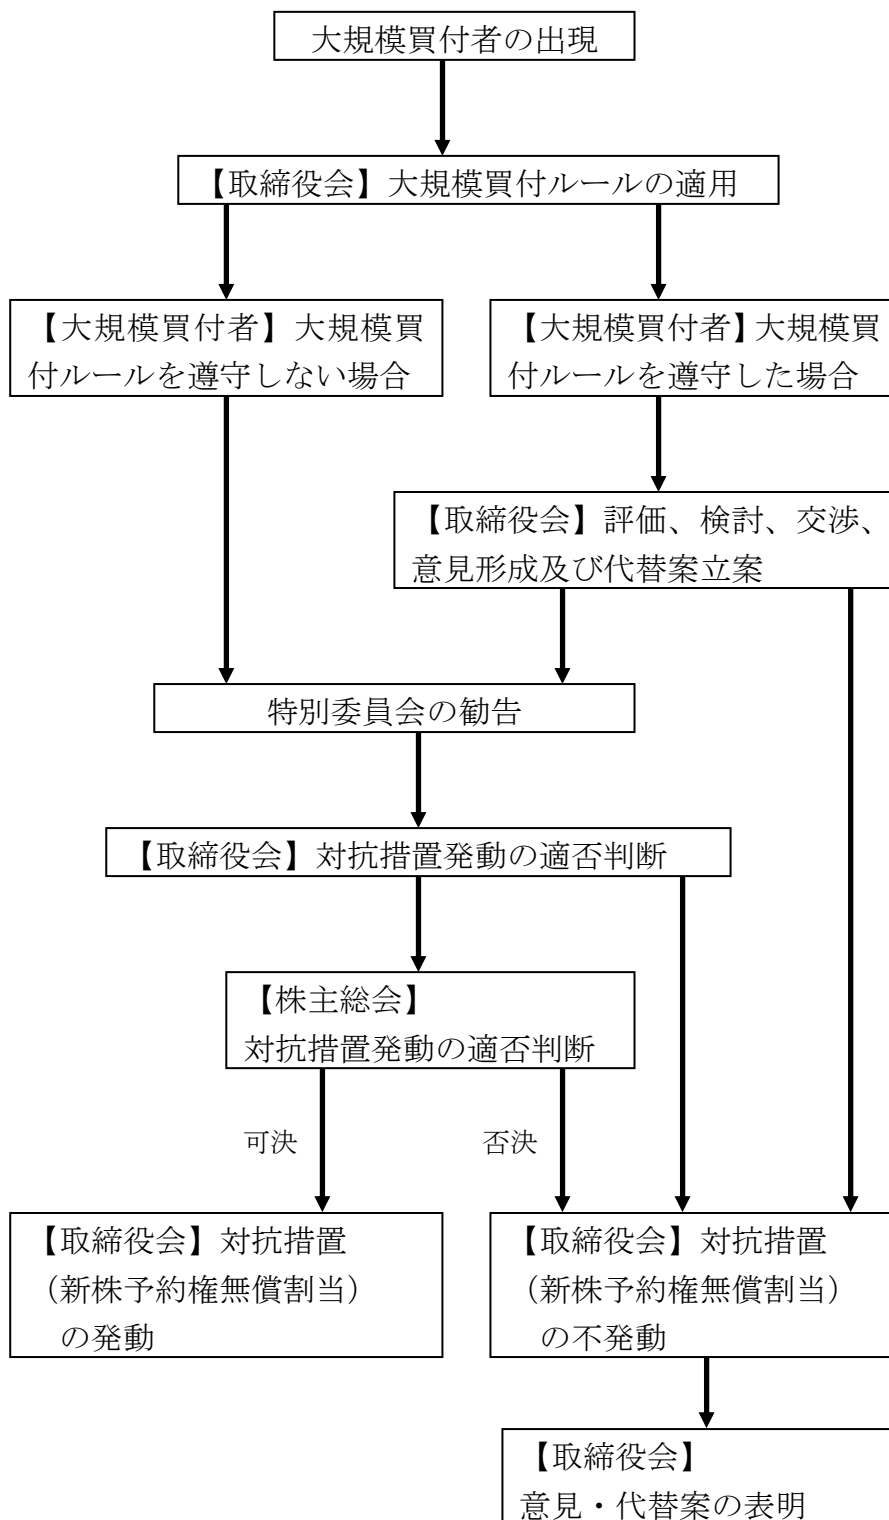 大規模買付者の出現
【取締役会】大規模買付ルールの適用
【大規模買付者】大規模買
付ルールを遵守しない場合
【大規模買付者】大規模買
付ルールを遵守した場合
【取締役会】評価、検討、交渉、
意見形成及び代替案立案
特別委員会の勧告
【取締役会】対抗措置発動の適否判断
【株主総会】
対抗措置発動の適否判断
可決
否決
【取締役会】対抗措置
（新株予約権無償割当）
の発動
【取締役会】対抗措置
（新株予約権無償割当）
の不発動
【取締役会】
意見・代替案の表明